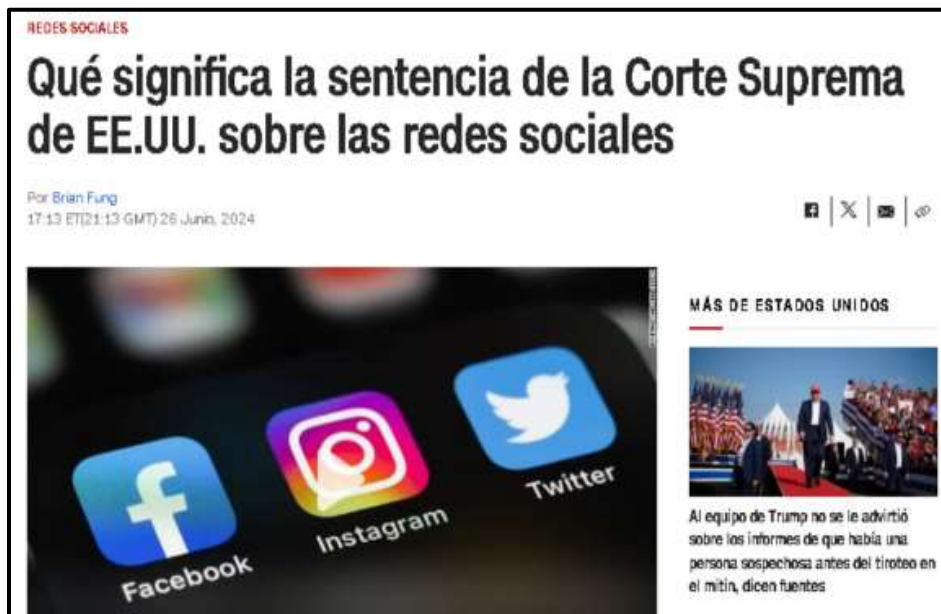 REDES SOCIALES
Qué significa la sentencia de la Corte Suprema
de EE.UU. sobre las redes sociales
Por Brian Fung
17:13 ET(21:13 GMT) 26 Junio, 2024
Facebook
Instagram
Twitter
MÁS DE ESTADOS UNIDOS
Al equipo de Trump no se le advirtió
sobre los informes de que había una
persona sospechosa antes del tiroteo en
el mitin, dicen fuentes